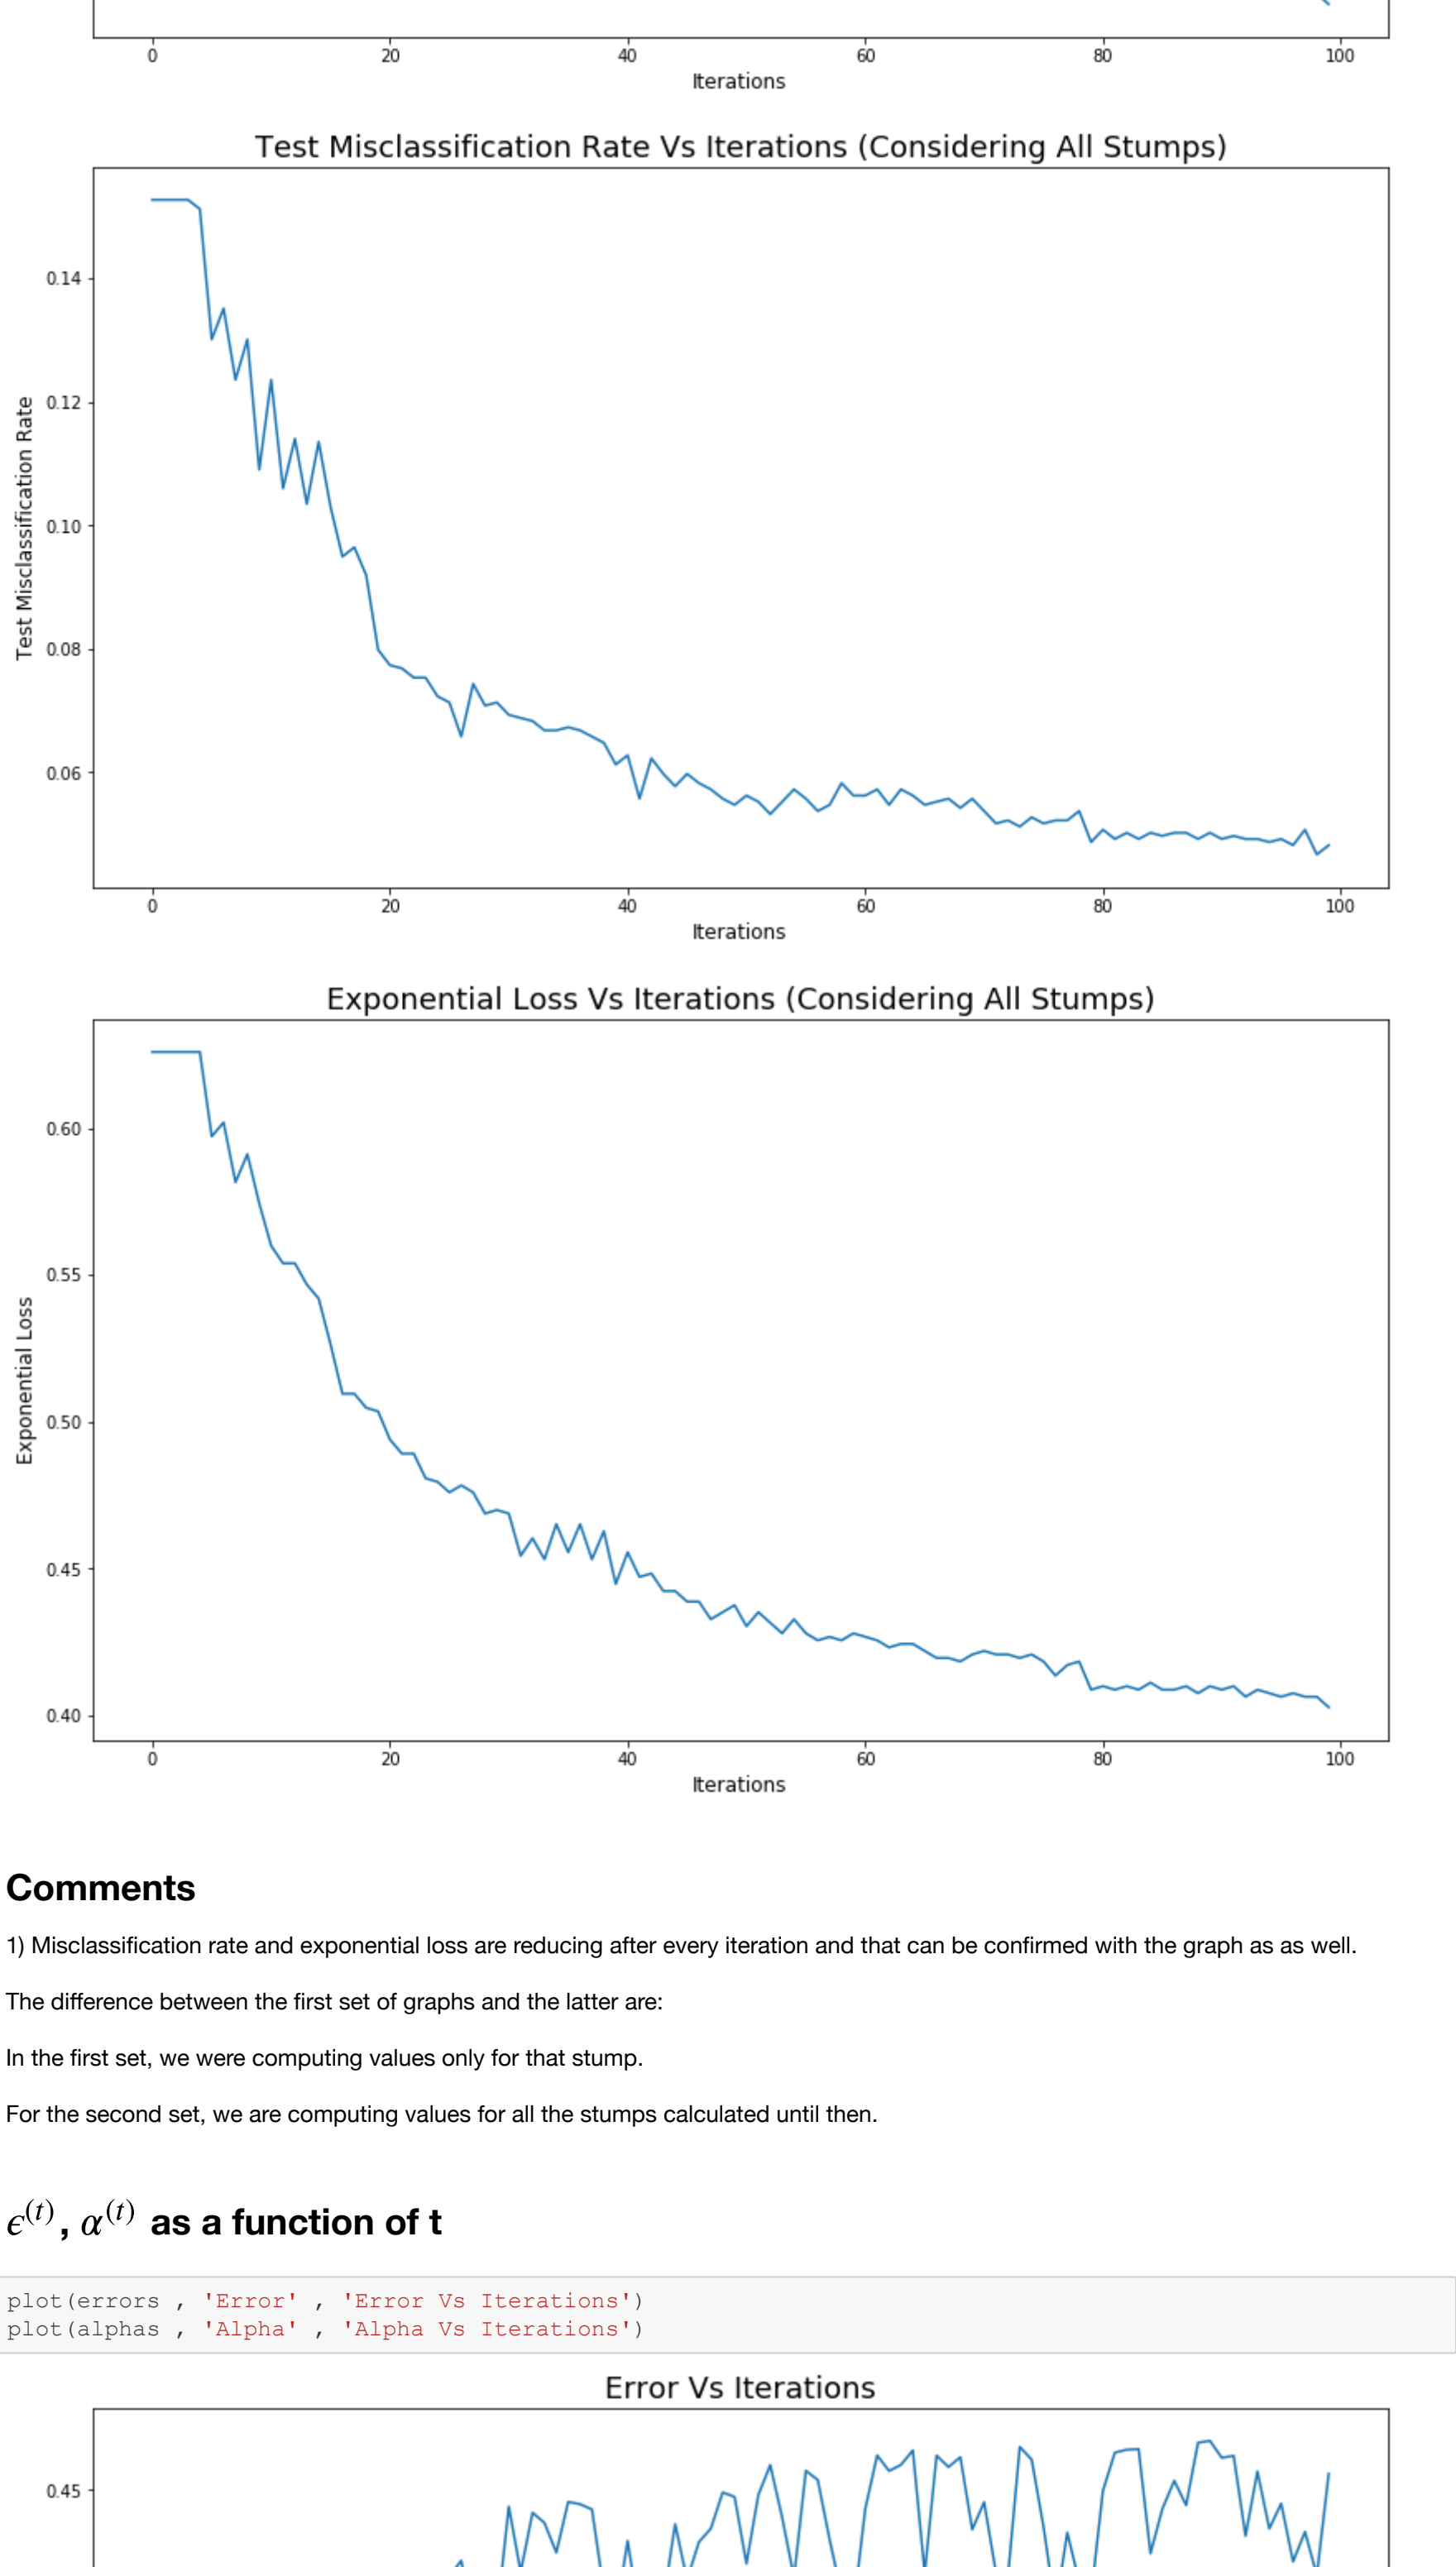 0 20 40 60 80 100
Iterations
Test Misclassification Rate Vs Iterations (Considering All Stumps)
Test Misclassification Rate
0.14
0.12
0.10
0.08
0.06
0 20 40 60 80 100
Iterations
Exponential Loss Vs Iterations (Considering All Stumps)
Exponential Loss
0.60
0.55
0.50
0.45
0.40
0 20 40 60 80 100
Iterations
Comments
1) Misclassification rate and exponential loss are reducing after every iteration and that can be confirmed with the graph as as well.
The difference between the first set of graphs and the latter are:
In the first set, we were computing values only for that stump.
For the second set, we are computing values for all the stumps calculated until then.
ϵ(t), α(t) as a function of t
plot(errors , 'Error' , 'Error Vs Iterations')
plot(alphas , 'Alpha' , 'Alpha Vs Iterations')
Error Vs Iterations
0.45